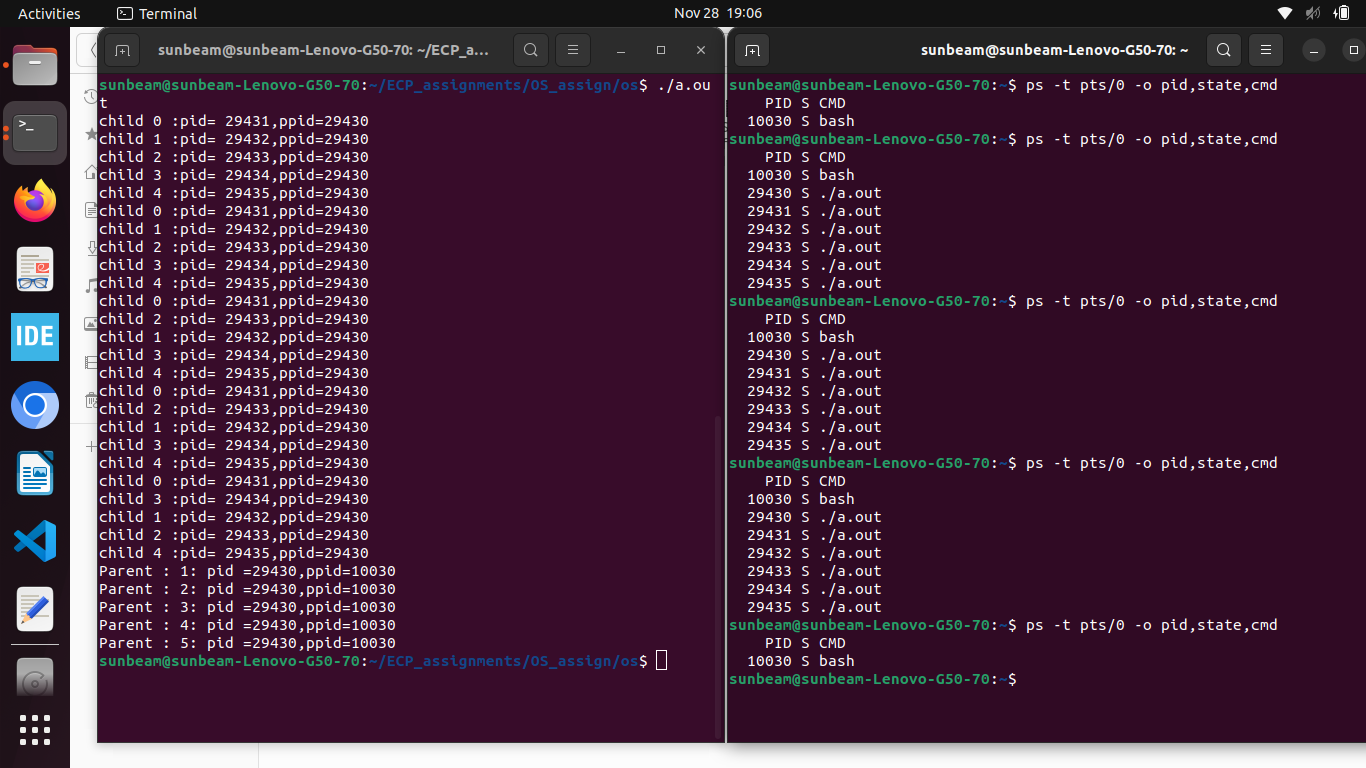 Activities
Terminal
Nov 28 19:06
sunbeam@sunbeam-Lenovo-G50-70: ~/ECP_a...
sunbeam@sunbeam-Lenovo-G50-70:~/ECP_assignments/OS_assign/os$ ./a.ou
t
child 0 :pid= 29431,ppid=29430
child 1 :pid= 29432,ppid=29430
child 2 :pid= 29433,ppid=29430
child 3 :pid= 29434,ppid=29430
child 4 :pid= 29435,ppid=29430
child 0 :pid= 29431,ppid=29430
child 1 :pid= 29432,ppid=29430
child 2 :pid= 29433,ppid=29430
child 3 :pid= 29434,ppid=29430
child 4 :pid= 29435,ppid=29430
child 0 :pid= 29431,ppid=29430
child 2 :pid= 29433,ppid=29430
child 1 :pid= 29432,ppid=29430
child 3 :pid= 29434,ppid=29430
child 4 :pid= 29435,ppid=29430
child 0 :pid= 29431,ppid=29430
child 2 :pid= 29433,ppid=29430
child 1 :pid= 29432,ppid=29430
child 3 :pid= 29434,ppid=29430
child 4 :pid= 29435,ppid=29430
child 0 :pid= 29431,ppid=29430
child 3 :pid= 29434,ppid=29430
child 1 :pid= 29432,ppid=29430
child 2 :pid= 29433,ppid=29430
child 4 :pid= 29435,ppid=29430
Parent : 1: pid =29430,ppid=10030
Parent : 2: pid =29430,ppid=10030
Parent : 3: pid =29430,ppid=10030
Parent : 4: pid =29430,ppid=10030
Parent : 5: pid =29430,ppid=10030
sunbeam@sunbeam-Lenovo-G50-70:~/ECP_assignments/OS_assign/os$
sunbeam@sunbeam-Lenovo-G50-70: ~
sunbeam@sunbeam-Lenovo-G50-70:~$ ps -t pts/0 -o pid,state,cmd
PID S CMD
10030 S bash
sunbeam@sunbeam-Lenovo-G50-70:~$ ps -t pts/0 -o pid,state,cmd
PID S CMD
10030 S bash
29430 S ./a.out
29431 S ./a.out
29432 S ./a.out
29433 S ./a.out
29434 S ./a.out
29435 S ./a.out
sunbeam@sunbeam-Lenovo-G50-70:~$ ps -t pts/0 -o pid,state,cmd
PID S CMD
10030 S bash
29430 S ./a.out
29431 S ./a.out
29432 S ./a.out
29433 S ./a.out
29434 S ./a.out
29435 S ./a.out
sunbeam@sunbeam-Lenovo-G50-70:~$ ps -t pts/0 -o pid,state,cmd
PID S CMD
10030 S bash
29430 S ./a.out
29431 S ./a.out
29432 S ./a.out
29433 S ./a.out
29434 S ./a.out
29435 S ./a.out
sunbeam@sunbeam-Lenovo-G50-70:~$ ps -t pts/0 -o pid,state,cmd
PID S CMD
10030 S bash
sunbeam@sunbeam-Lenovo-G50-70:~$
IDE